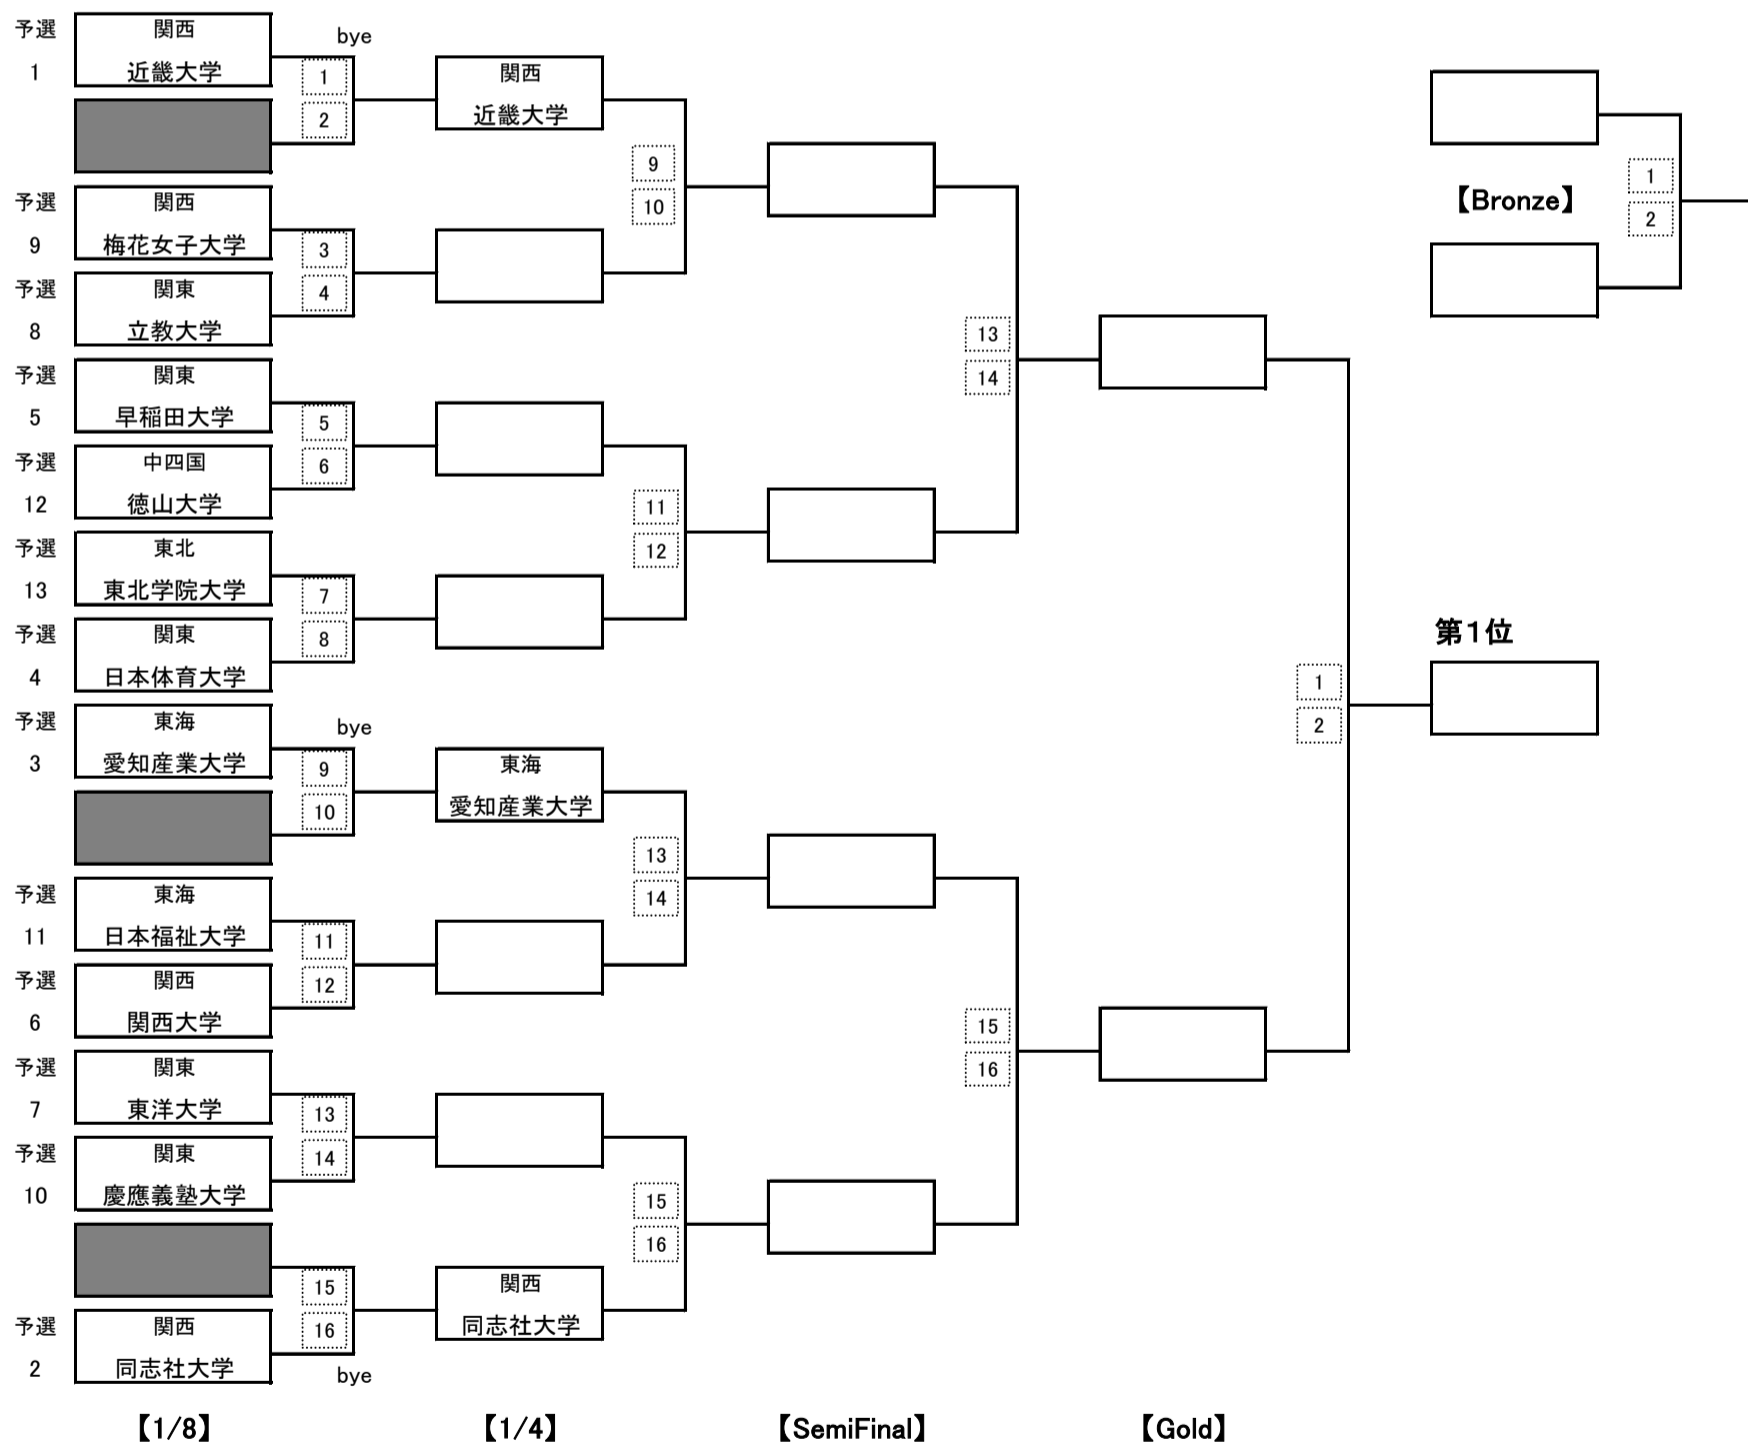 予選
1
関西
近畿大学
bye
1
2
関西
近畿大学
予選
9
関西
梅花女子大学
3
4
予選
8
関東
立教大学
9
10
予選
5
関東
早稲田大学
5
6
予選
12
中四国
徳山大学
予選
13
東北
東北学院大学
7
8
予選
4
関東
日本体育大学
11
12
13
14
予選
3
東海
愛知産業大学
bye
9
10
東海
愛知産業大学
予選
11
東海
日本福祉大学
11
12
予選
6
関西
関西大学
13
14
予選
7
関東
東洋大学
13
14
予選
10
関東
慶應義塾大学
15
16
予選
2
関西
同志社大学
bye
関西
同志社大学
15
16
15
16
1
2
第1位
【Bronze】
1
2
【1/8】
【1/4】
【SemiFinal】
【Gold】